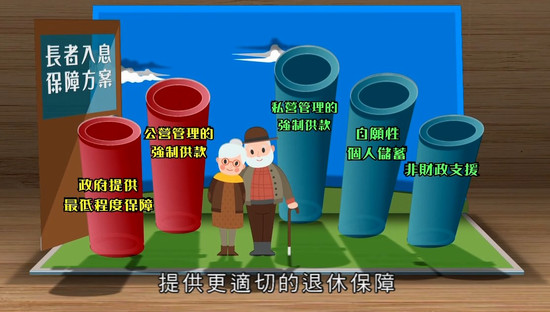 長者入息
保障方案
政府提供
最低程度保障
公營管理的
強制供款
私營管理的
強制供款
自願性
個人儲蓄
非財政支援
提供更適切的退休保障